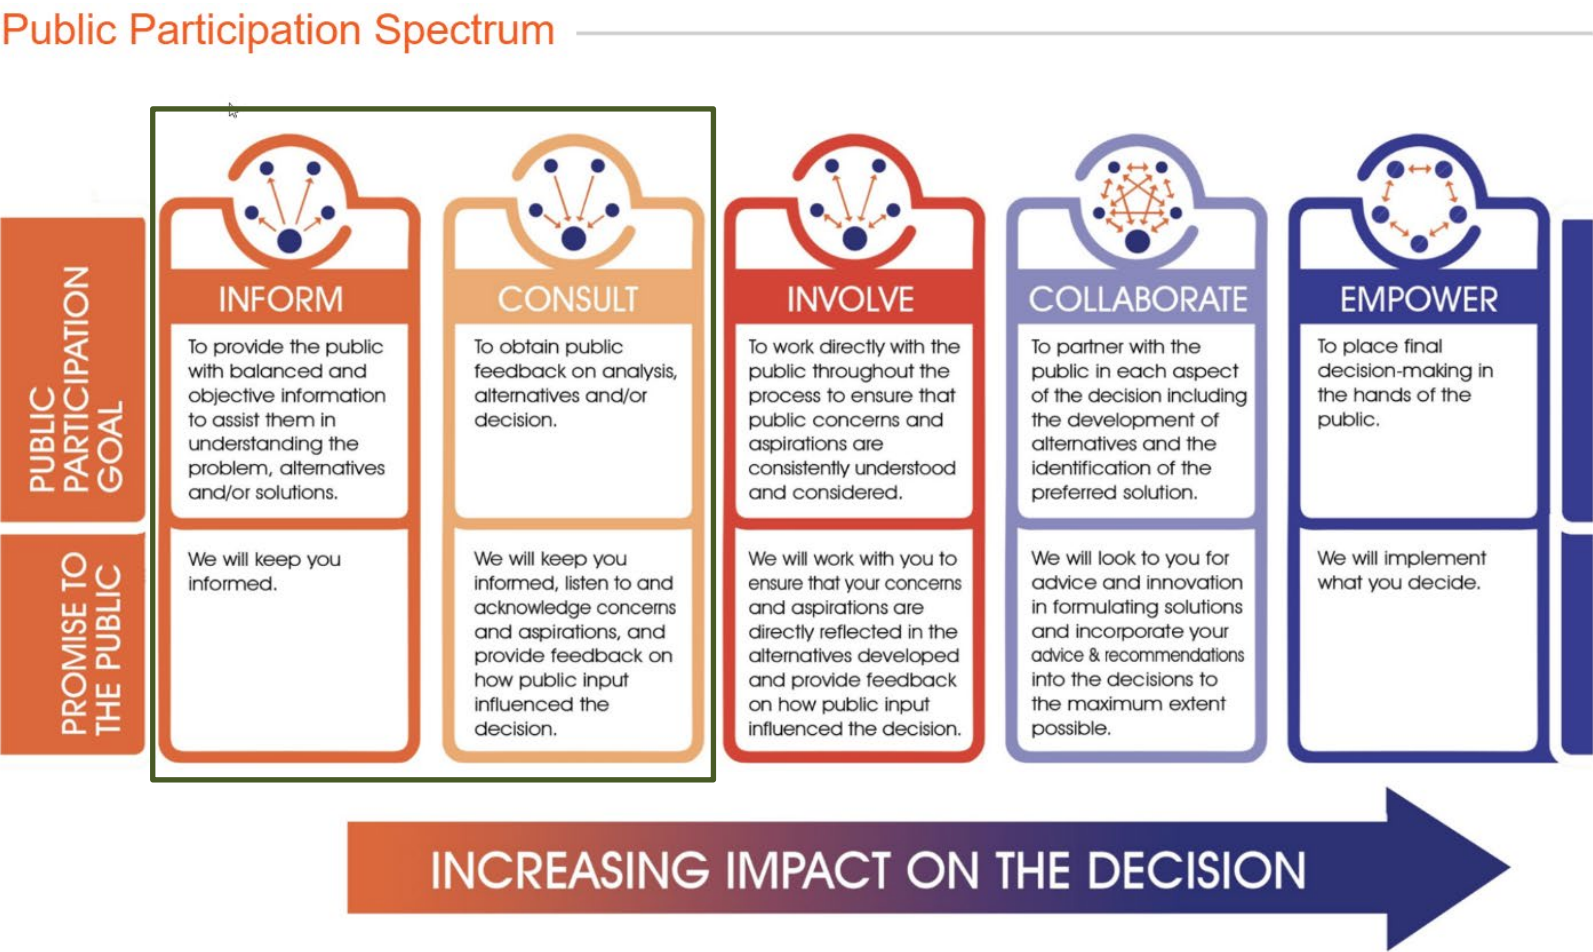 Public Participation Spectrum
INFORM
CONSULT
INVOLVE
COLLABORATE
EMPOWER
PUBLIC
PARTICIPATION
GOAL
To provide the public
with balanced and
objective information
to assist them in
understanding the
problem, alternatives
and/or solutions.
To obtain public
feedback on analysis,
alternatives and/or
decision.
To work directly with the
public throughout the
process to ensure that
public concerns and
aspirations are
consistently understood
and considered.
To partner with the
public in each aspect
of the decision including
the development of
alternatives and the
identification of the
preferred solution.
To place final
decision-making in
the hands of the
public.
PROMISE TO
THE PUBLIC
We will keep you
informed.
We will keep you
informed, listen to and
acknowledge concerns
and aspirations, and
provide feedback on
how public input
influenced the
decision.
We will work with you to
ensure that your concerns
and aspirations are
directly reflected in the
alternatives developed
and provide feedback
on how public input
influenced the decision.
We will look to you for
advice and innovation
in formulating solutions
and incorporate your
advice & recommendations
into the decisions to
the maximum extent
possible.
We will implement
what you decide.
INCREASING IMPACT ON THE DECISION